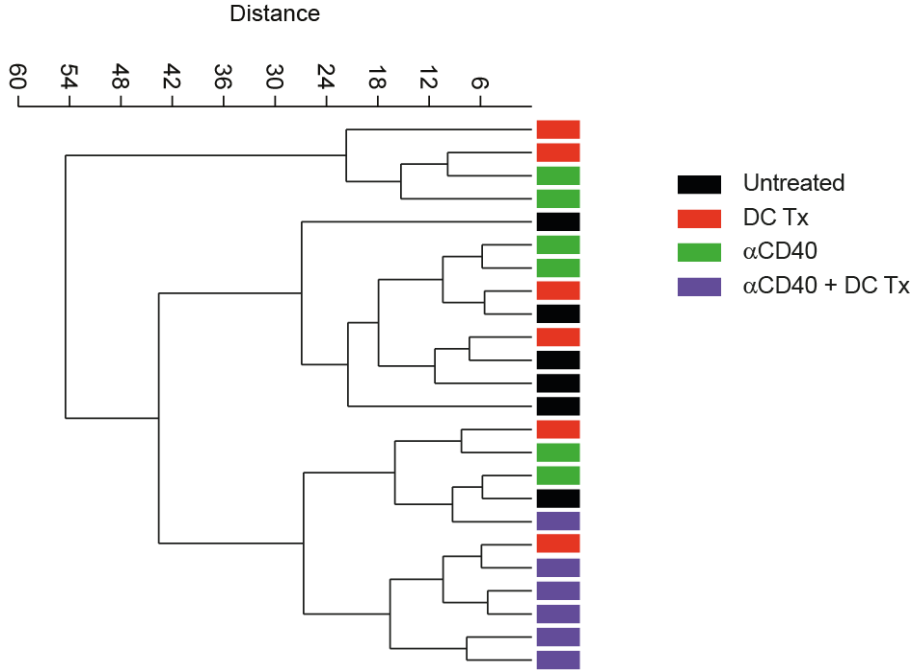 Distance
60 54 48 42 36 30 24 18 12 6
Untreated
DC Tx
αCD40
αCD40 + DC Tx